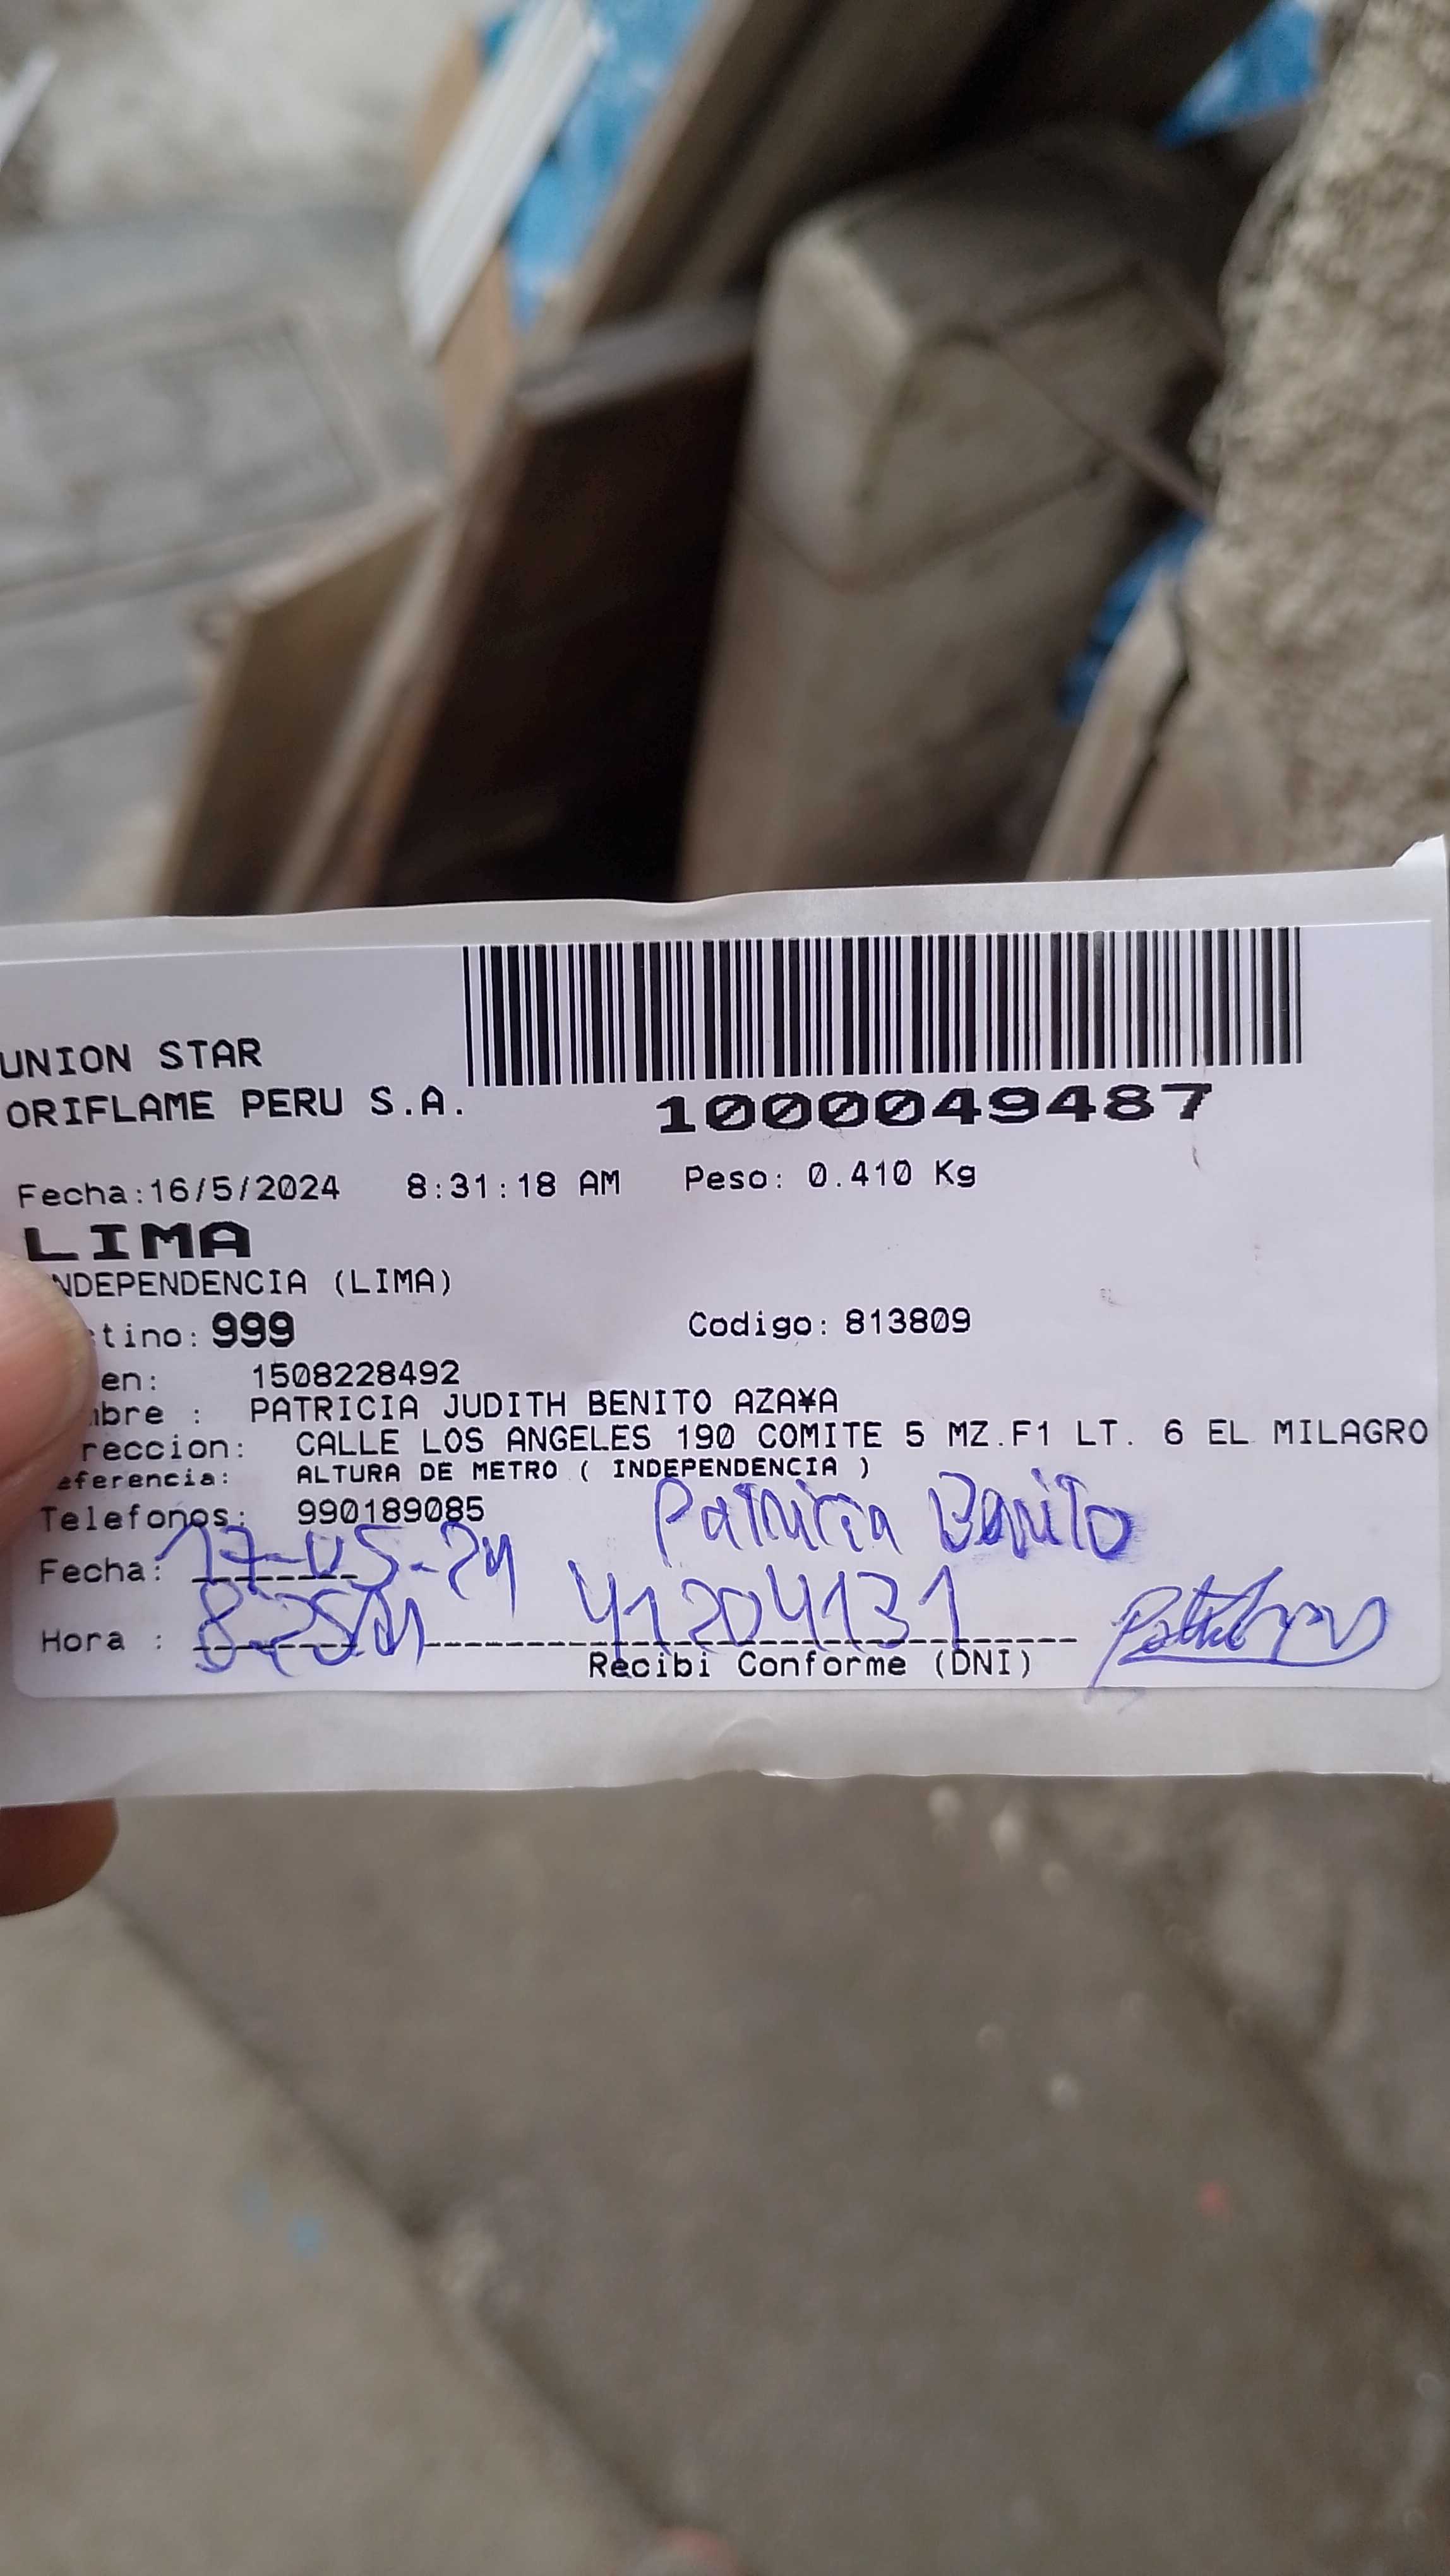 UNION STAR
ORIFLAME PERU S.A.
1000049487
Fecha:16/5/2024 8:31:18 AM Peso: 0.410 Kg
LIMA
NDEPENDENCIA (LIMA)
tino: 999 Codigo: 813809
en: 1508228492
bre : PATRICIA JUDITH BENITO AZA¥A
reccion: CALLE LOS ANGELES 190 COMITE 5 MZ.F1 LT. 6 EL MILAGRO
eferencia: ALTURA DE METRO ( INDEPENDENCIA )
Telefonos: 990189085 Patricia Benito
Fecha: 17-05-24
Hora : 41204131
Recibi Conforme (DNI)